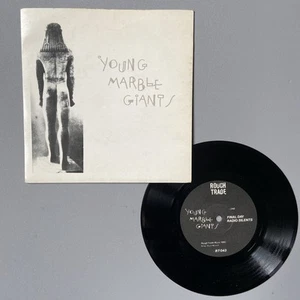 YOUNG
MARBLE
GIANTS
ROUGH
TRADE
YOUNG
MARBLE
GIANTS
FINAL DAY
RADIO SILENTS
RT043